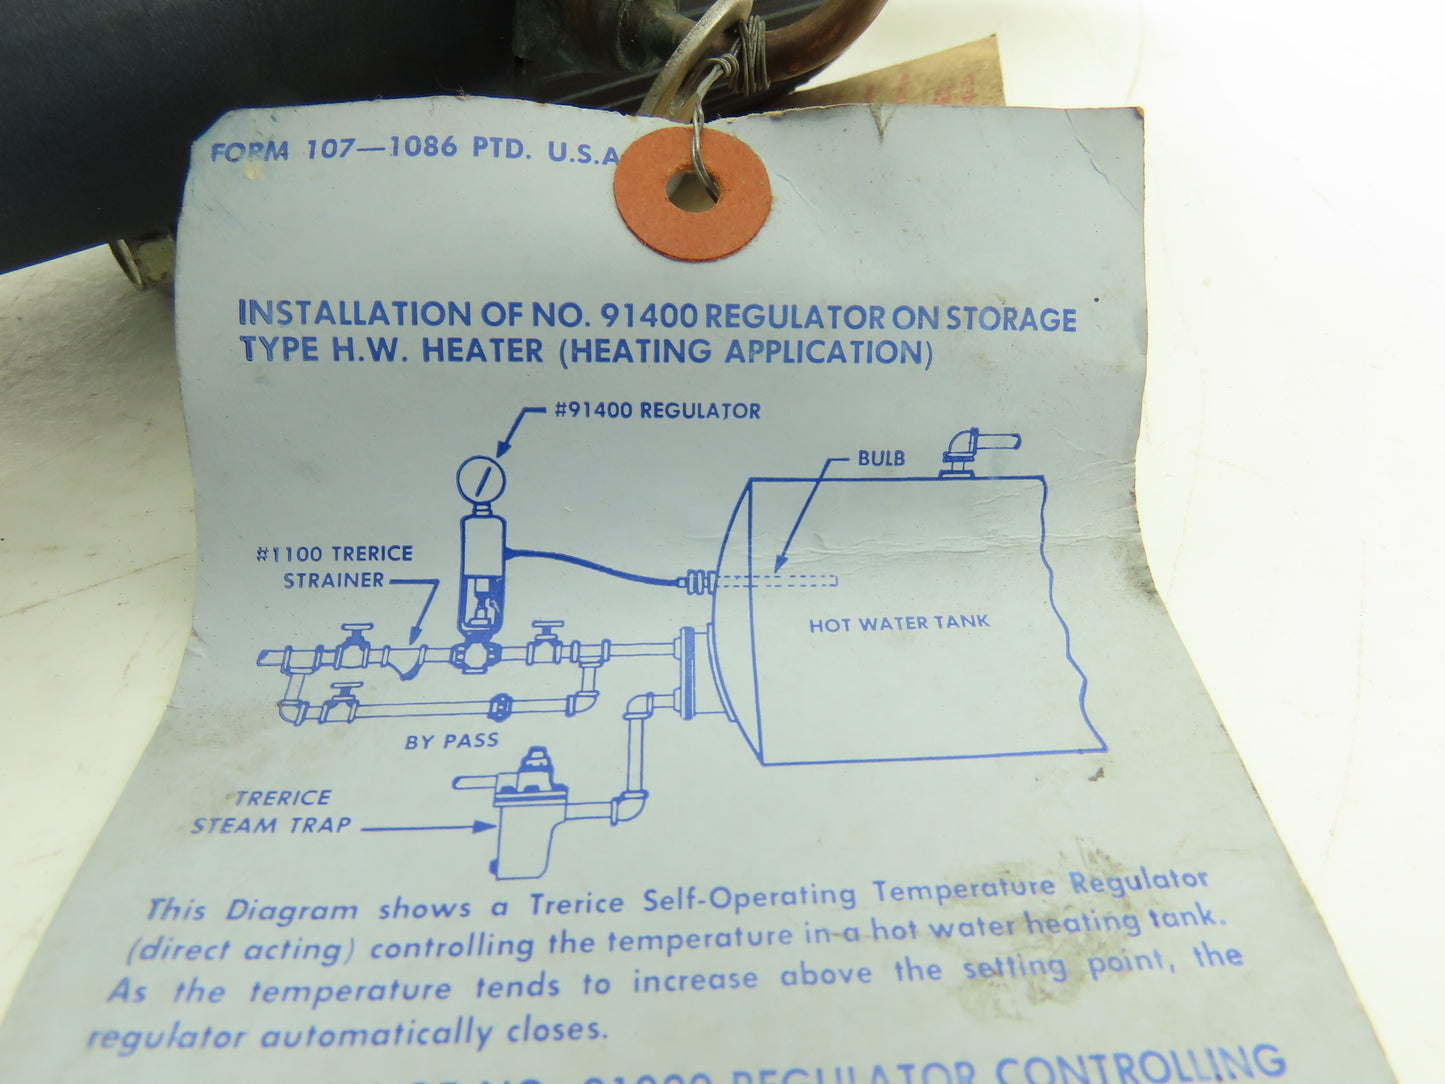 FORM 107—1086 PTD. U.S.A
INSTALLATION OF NO. 91400 REGULATOR ON STORAGE
TYPE H.W. HEATER (HEATING APPLICATION)
#91400 REGULATOR
BULB
#1100 TRERICE
STRAINER
HOT WATER TANK
BY PASS
TRERICE
STEAM TRAP
This Diagram shows a Trerice Self-Operating Temperature Regulator
(direct acting) controlling the temperature in a hot water heating tank.
As the temperature tends to increase above the setting point, the
regulator automatically closes.
OF NO. 91000 REGULATOR CONTROLLING